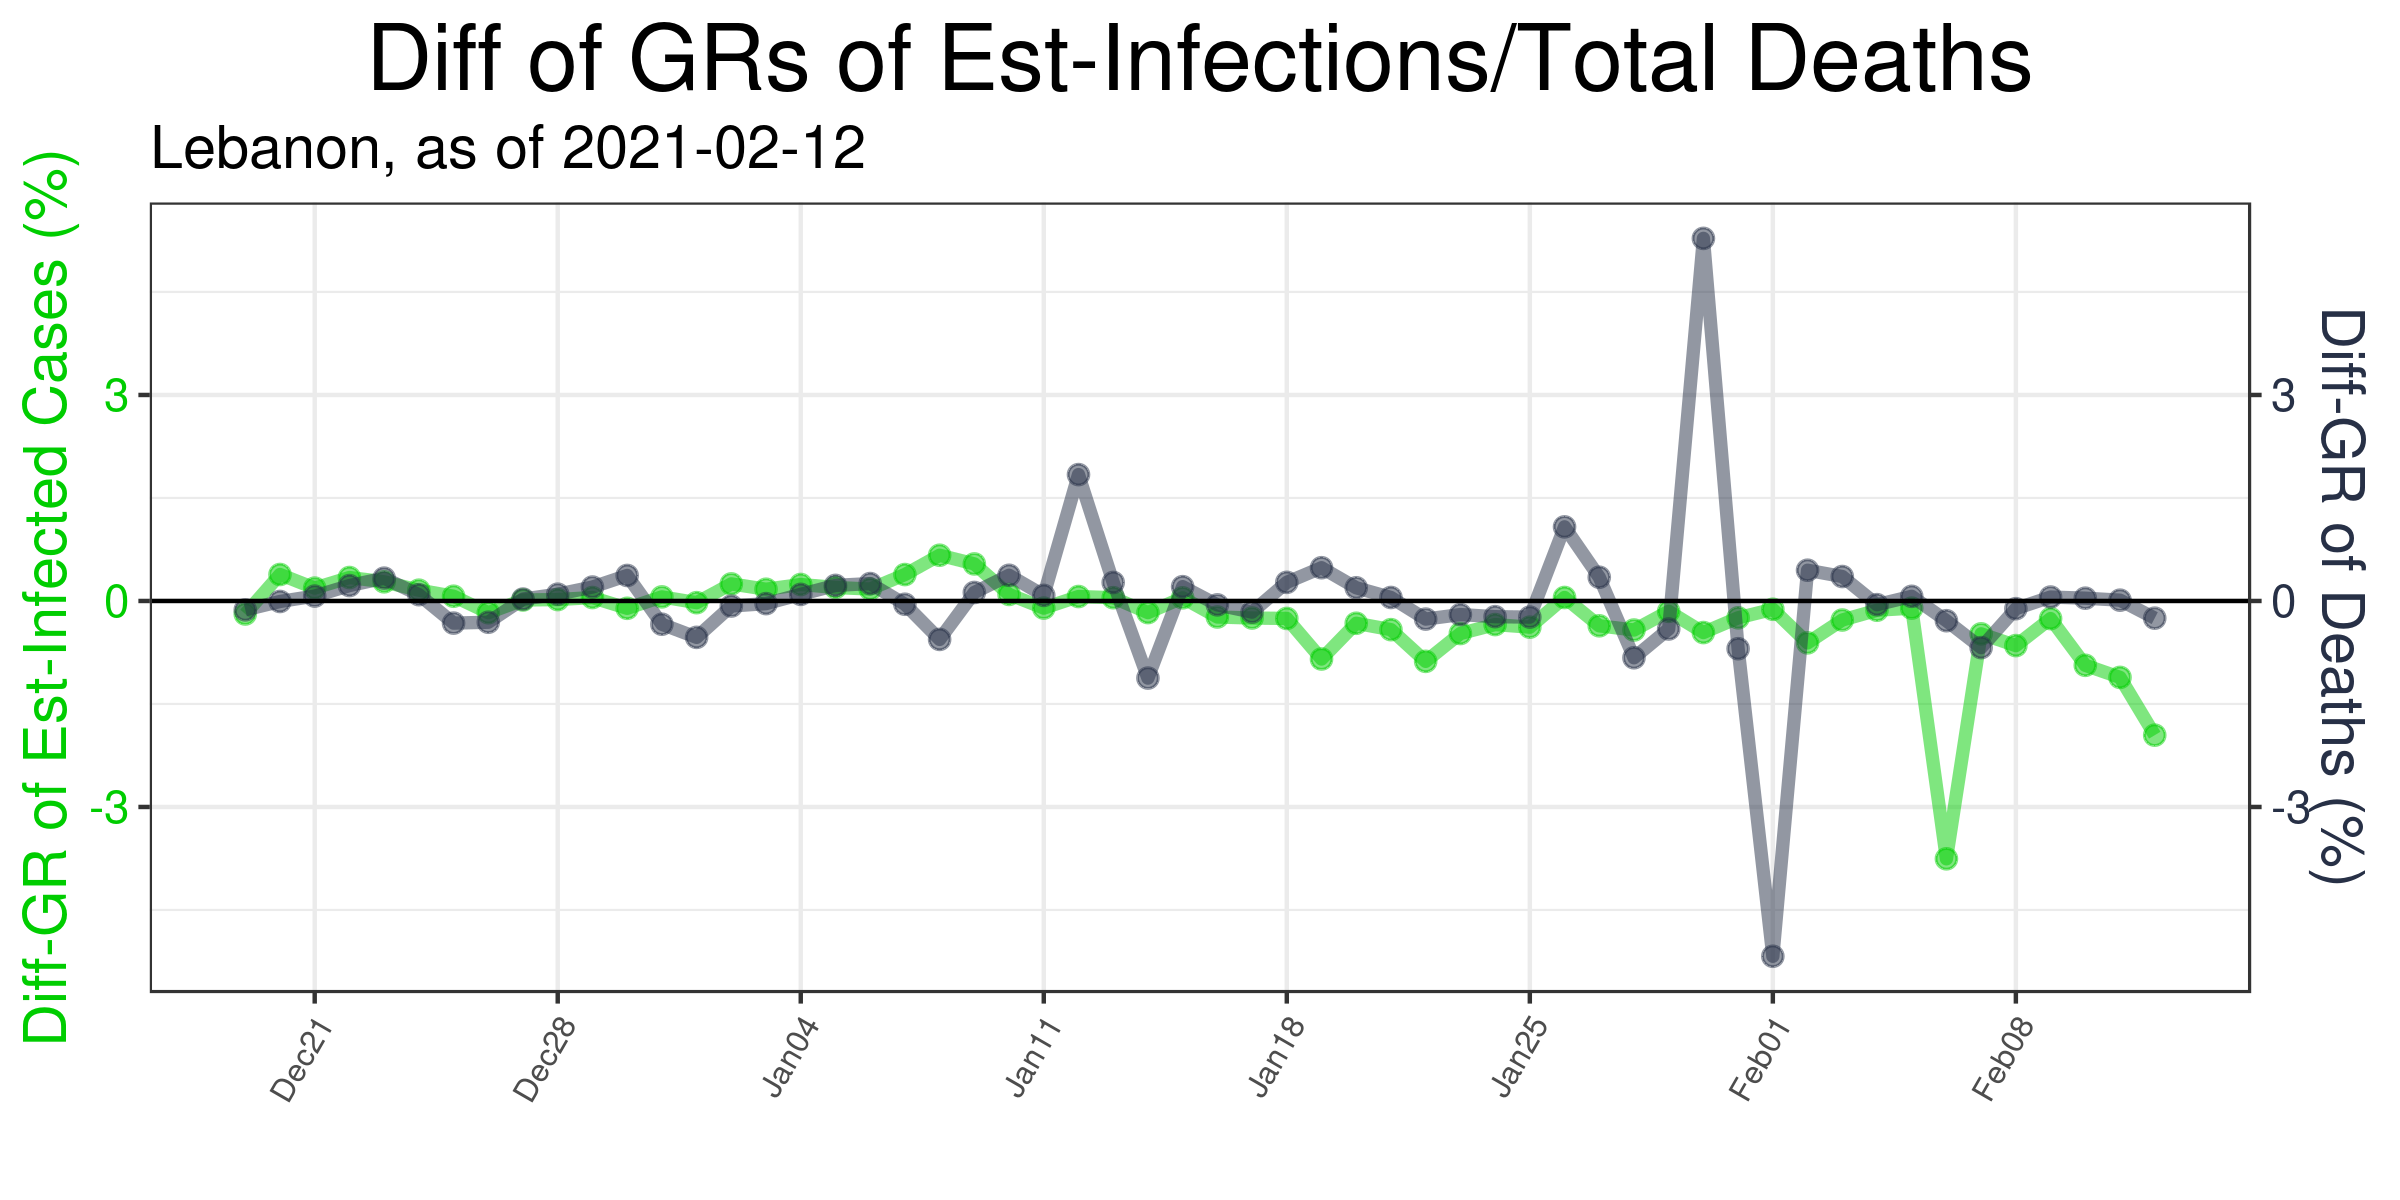 Diff of GRs of Est-Infections/Total Deaths
Lebanon, as of 2021-02-12
Diff-GR of Est-Infected Cases (%)
3
0
-3
3
0
-3
Diff-GR of Deaths (%)
Dec21
Dec28
Jan04
Jan11
Jan18
Jan25
Feb01
Feb08